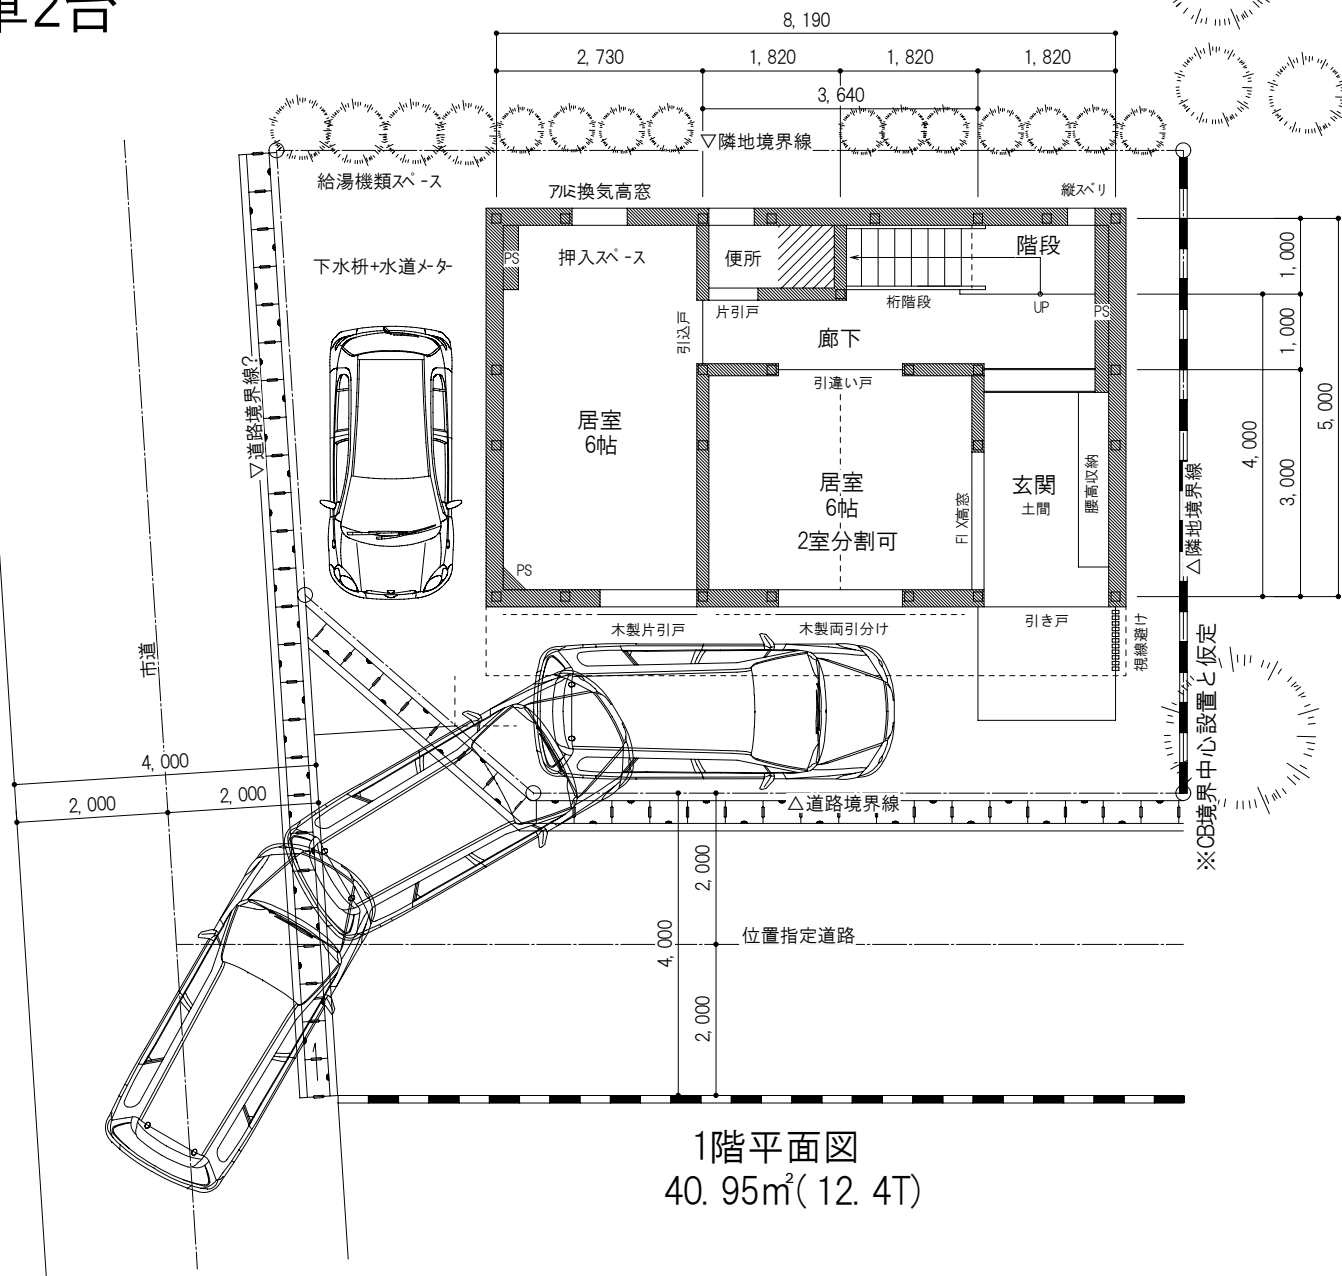 車2台
8,190
2,730
1,820
1,820
1,820
3,640
▽隣地境界線
給湯機類スペース
アルミ換気高窓
縦スベリ
下水枡+水道メーター
PS
押入スペース
便所
階段
1,000
片引戸
桁階段
UP
PS
引込戸
廊下
1,000
▽道路境界線?
引違い戸
5,000
居室
6帖
4,000
居室
6帖
2室分割可
FIX高窓
玄関
土間
腰高収納
△隣地境界線
3,000
PS
木製片引戸
木製両引分け
引き戸
視線避け
市道
※CB境界中心設置と仮定
4,000
2,000
2,000
△道路境界線
2,000
4,000
位置指定道路
2,000
1階平面図
40.95㎡(12.4T)